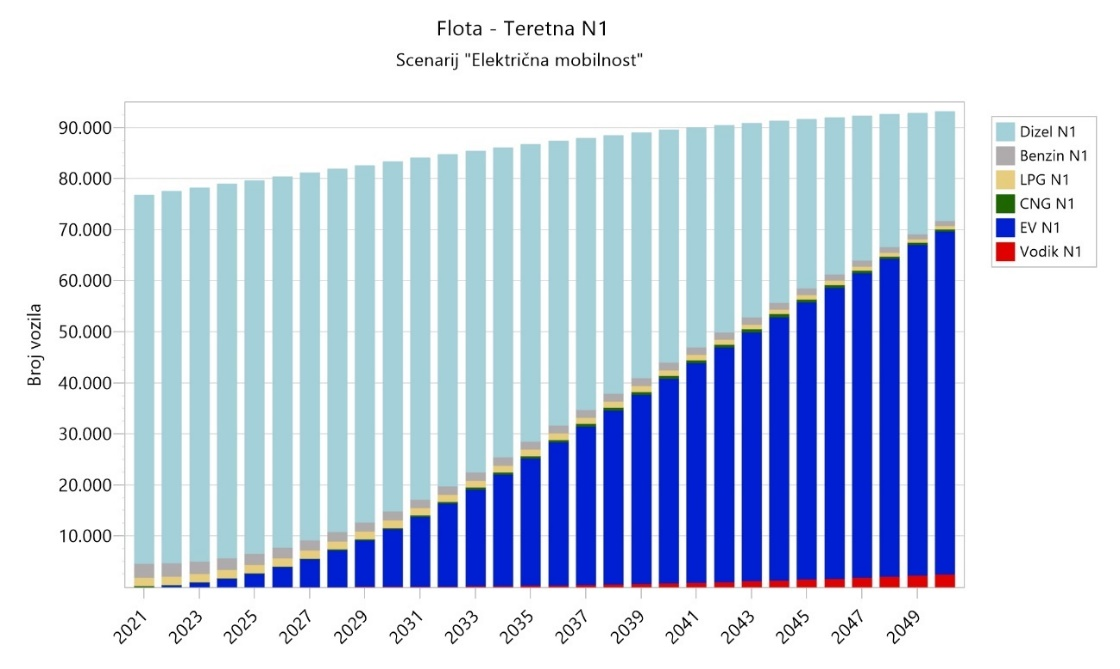 Flota - Teretna N1
Scenarij "Električna mobilnost"
Broj vozila
90.000
80.000
70.000
60.000
50.000
40.000
30.000
20.000
10.000
2021
2023
2025
2027
2029
2031
2033
2035
2037
2039
2041
2043
2045
2047
2049
Dizel N1
Benzin N1
LPG N1
CNG N1
EV N1
Vodik N1